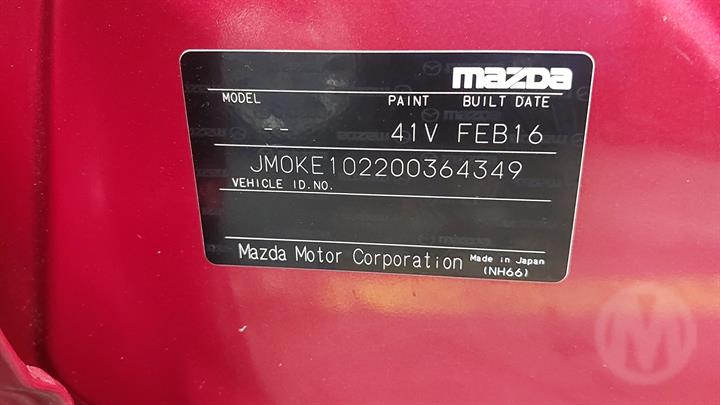 mazda
MODEL PAINT BUILT DATE
-- 41V FEB16
JM0KE102200364349
VEHICLE ID.NO.
Mazda Motor Corporation Made in Japan
(NH66)
M